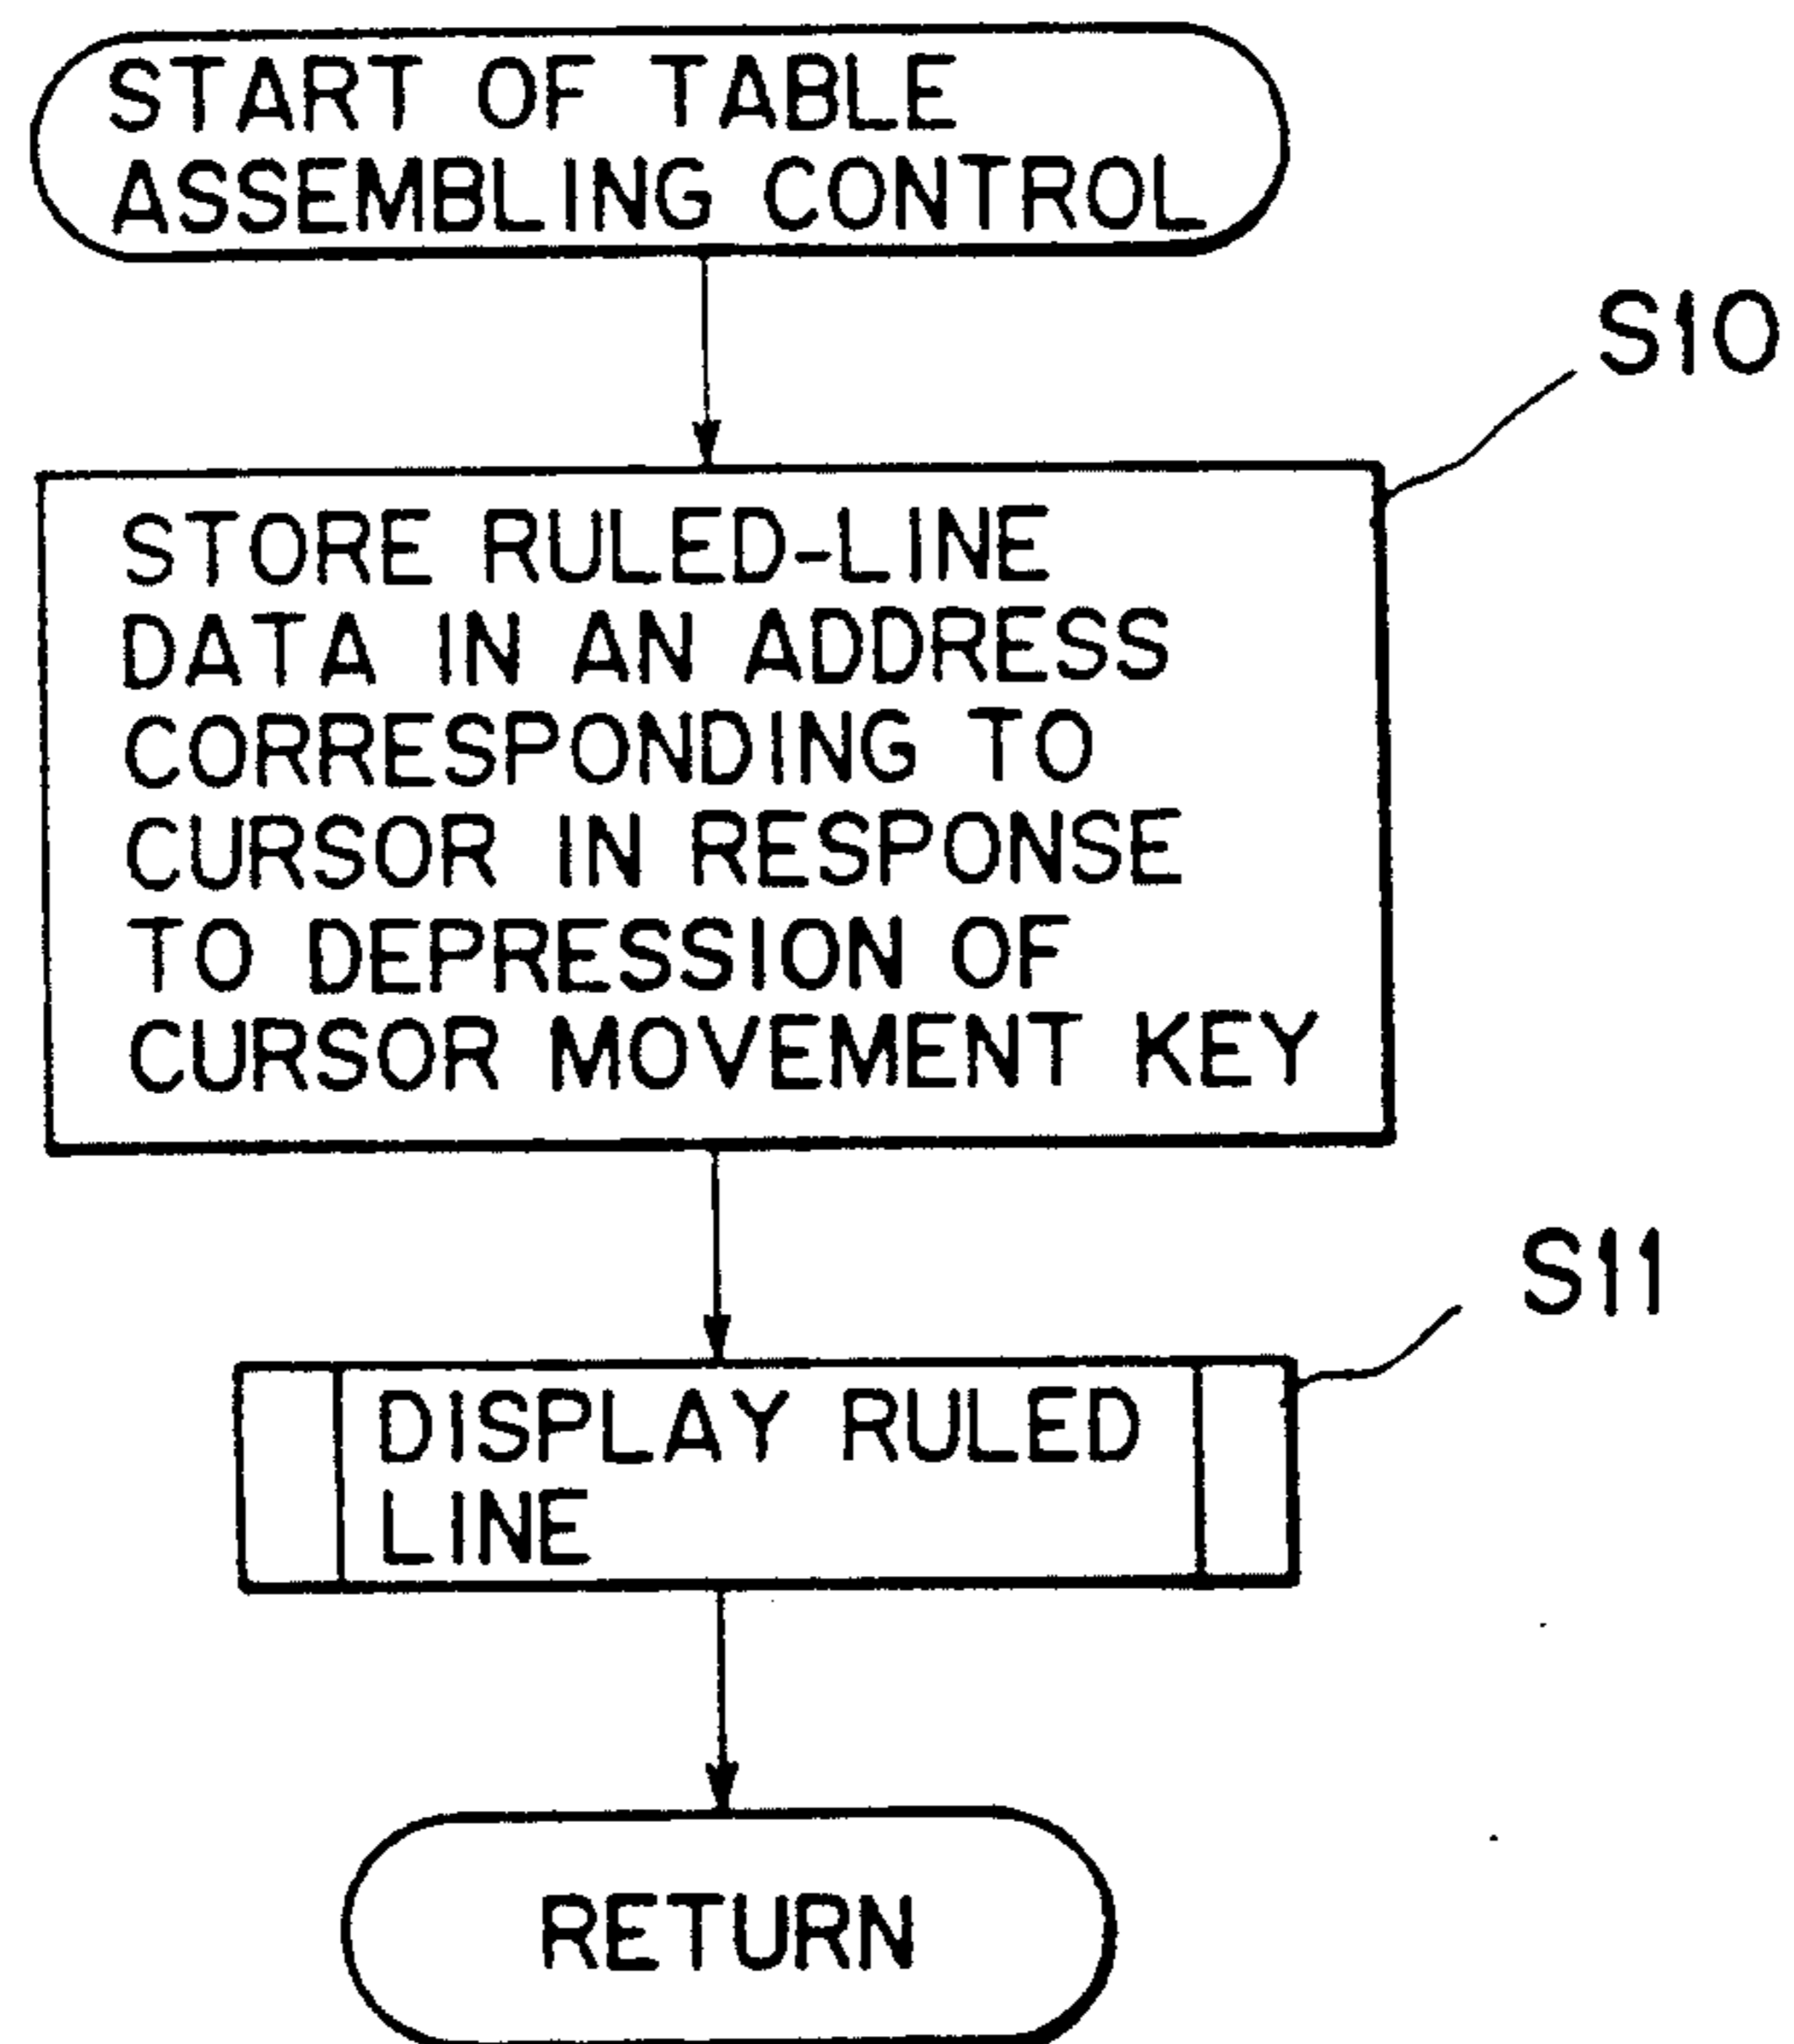 START OF TABLE
ASSEMBLING CONTROL
S10
STORE RULED-LINE
DATA IN AN ADDRESS
CORRESPONDING TO
CURSOR IN RESPONSE
TO DEPRESSION OF
CURSOR MOVEMENT KEY
S11
DISPLAY RULED
LINE
RETURN